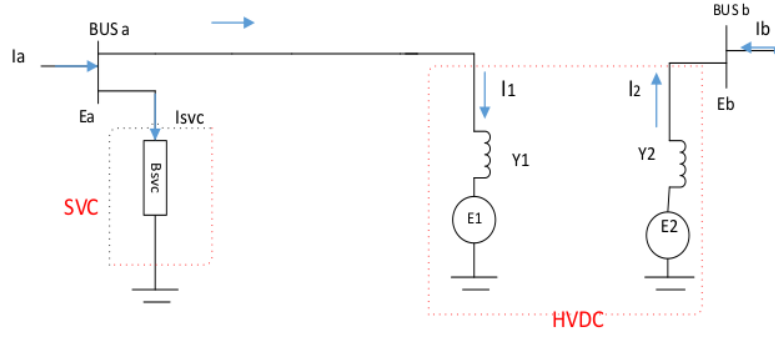 BUS b
BUS a
Ib
Ia
I1
I2
Eb
Ea
Isvc
Bsvc
Y1
Y2
SVC
E1
E2
HVDC